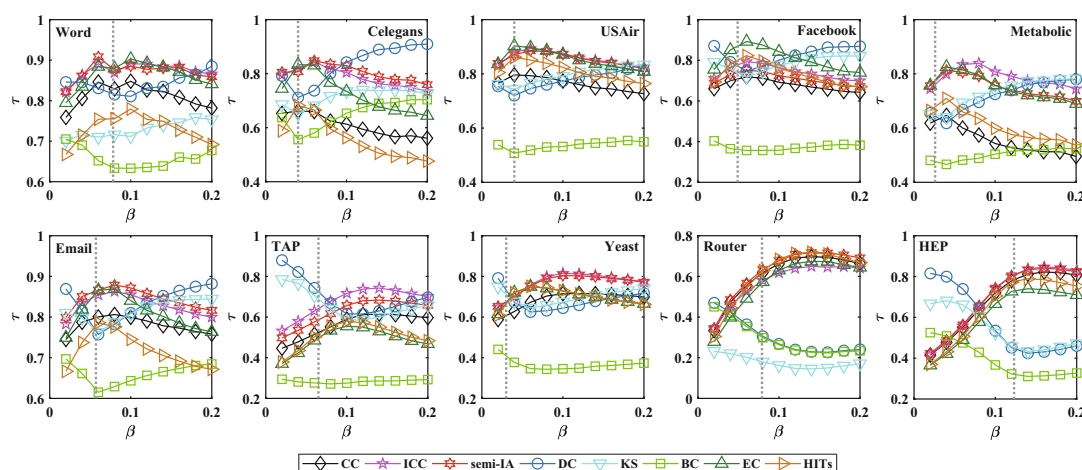 1 1 1 1 1
Word Celegans USAir Facebook Metabolic
0.9 0.8 0.8 0.8 0.8
τ 0.8 τ τ 0.6 τ τ
0.7 0.6 0.6 0.4 0.6
0.6 0.4 0.4 0.2 0.4
0 0.1 0.2 0 0.1 0.2 0 0.1 0.2 0 0.1 0.2 0 0.1 0.2
β β β β β
1 1 1 0.8 1
Email TAP Yeast Router HEP
0.9 0.8 0.8 0.6 0.8
τ 0.8 τ 0.6 τ 0.6 τ 0.4 τ 0.6
0.7 0.4 0.4 0.2 0.4
0.6 0.2 0.2 0 0.2
0 0.1 0.2 0 0.1 0.2 0 0.1 0.2 0 0.1 0.2 0 0.1 0.2
β β β β β
CC ICC semi-IA DC KS BC EC HITs